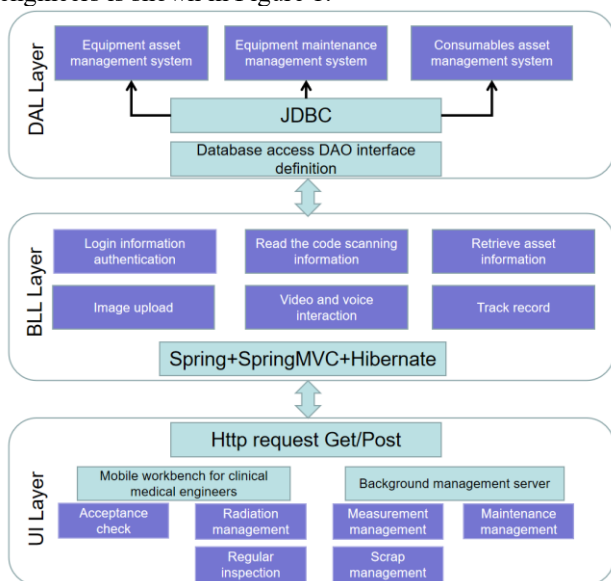 engineers is shown in Figure 1.
DAL Layer
Equipment asset
management system
Equipment maintenance
management system
Consumables asset
management system
JDBC
Database access DAO interface
definition
BLL Layer
Login information
authentication
Read the code scanning
information
Retrieve asset
information
Image upload
Video and voice
interaction
Track record
Spring+SpringMVC+Hibernate
UI Layer
Http request Get/Post
Mobile workbench for clinical
medical engineers
Background management server
Acceptance
check
Radiation
management
Measurement
management
Maintenance
management
Regular
inspection
Scrap
management